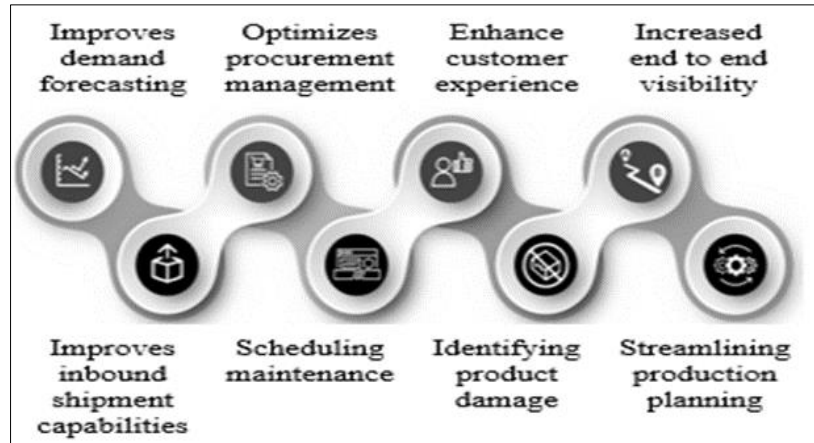 Improves
demand
forecasting
Optimizes
procurement
management
Enhance
customer
experience
Increased
end to end
visibility
Improves
inbound
shipment
capabilities
Scheduling
maintenance
Identifying
product
damage
Streamlining
production
planning